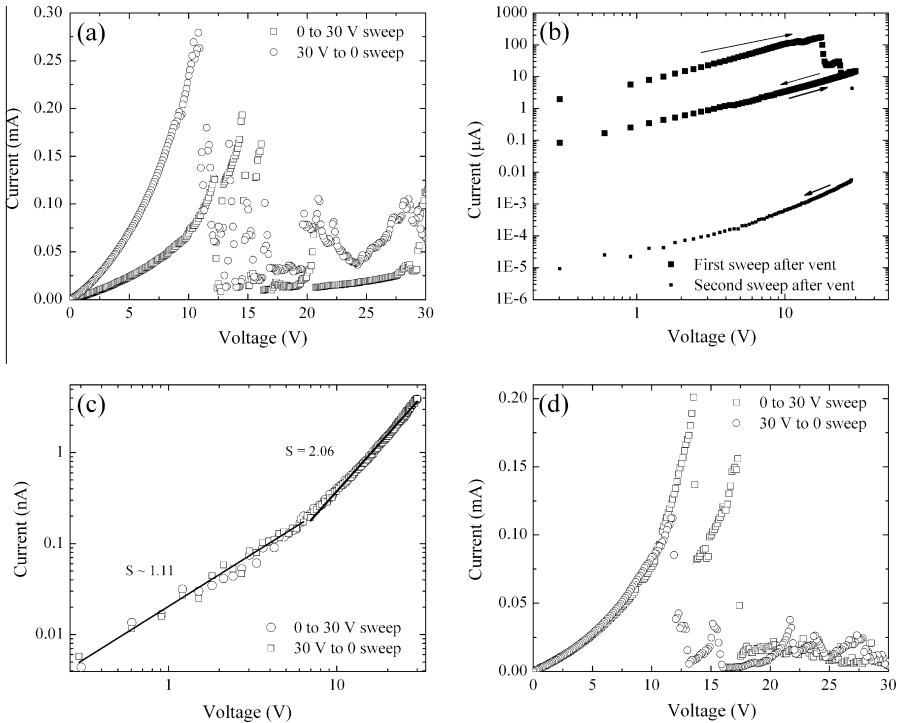 (a)
0 to 30 V sweep
30 V to 0 sweep
0.30
0.25
0.20
0.15
0.10
0.05
0.00
Current (mA)
0 5 10 15 20 25 30
Voltage (V)
(b)
1000
100
10
1
0.1
0.01
1E-3
1E-4
1E-5
1E-6
Current (μA)
First sweep after vent
Second sweep after vent
1 10
Voltage (V)
(c)
S = 2.06
S ~ 1.11
1
0.1
0.01
Current (nA)
0 to 30 V sweep
30 V to 0 sweep
1 10
Voltage (V)
(d)
0 to 30 V sweep
30 V to 0 sweep
0.20
0.15
0.10
0.05
0.00
Current (mA)
0 5 10 15 20 25 30
Voltage (V)